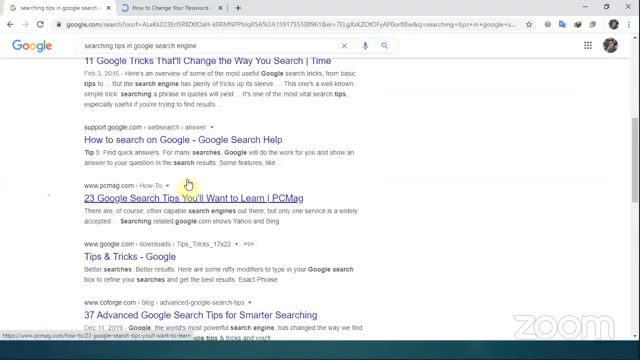 searching tips in google search
How to Change Your Password
google.com/search?
Google
searching tips in google search engine
11 Google Tricks That'll Change the Way You Search | Time
Feb 3, 2016 - Here's an overview of some of the most useful Google search tricks, from basic
tips to ... But the search engine has plenty of tricks up its sleeve ... This one's a well-known,
simple trick: searching a phrase in quotes will yield ... It's one of the most vital search tips,
especially useful if you're trying to find results ...
support.google.com › websearch › answer
How to search on Google - Google Search Help
Tip 5: Find quick answers. For many searches, Google will do the work for you and show an
answer to your question in the search results. Some features, like ...
www.pcmag.com › How-To
23 Google Search Tips You'll Want to Learn | PCMag
There are, of course, other capable search engines out there, but only one service is a widely
accepted ... Searching related:google.com shows Yahoo and Bing
www.google.com › downloads › Tips_Tricks_17x22 PDF
Tips & Tricks - Google
Better searches. Better results. Here are some nifty modifiers to type in your Google search
box to refine your searches and get the best results. Exact Phrase
www.coforge.com › blog › advanced-google-search-tips
37 Advanced Google Search Tips for Smarter Searching
Dec 11, 2019 - Google, the world's most powerful search engine, has changed the way we find
https://www.pcmag.com/how-to/23-google-search-tips-youll-want-to-learn
tricks and you'll
zoom